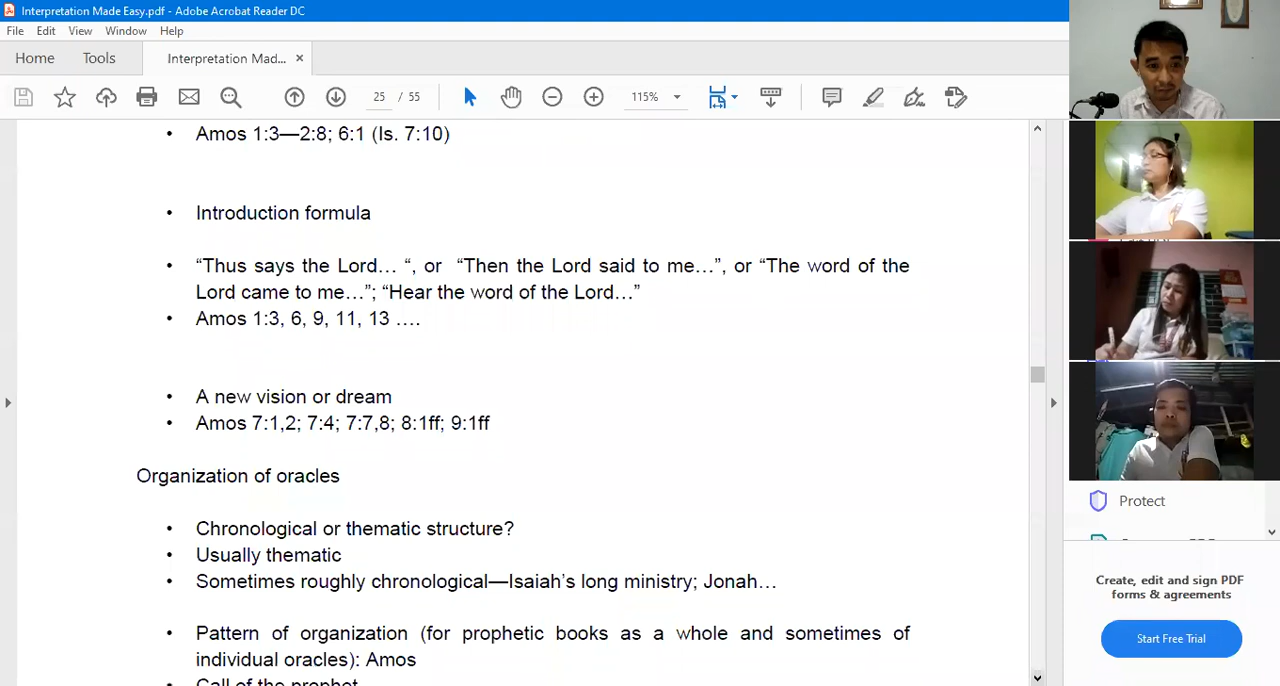 Interpretation Made Easy.pdf - Adobe Acrobat Reader DC
File Edit View Window Help
Home Tools Interpretation Mad... ×
25 / 55 115%
• Amos 1:3—2:8; 6:1 (Is. 7:10)
• Introduction formula
• “Thus says the Lord… “, or “Then the Lord said to me…”, or “The word of the
Lord came to me…”; “Hear the word of the Lord…”
• Amos 1:3, 6, 9, 11, 13 ….
• A new vision or dream
• Amos 7:1,2; 7:4; 7:7,8; 8:1ff; 9:1ff
Organization of oracles
• Chronological or thematic structure?
• Usually thematic
• Sometimes roughly chronological—Isaiah’s long ministry; Jonah…
• Pattern of organization (for prophetic books as a whole and sometimes of
individual oracles): Amos
• Call of the prophet
Protect
Create, edit and sign PDF
forms & agreements
Start Free Trial